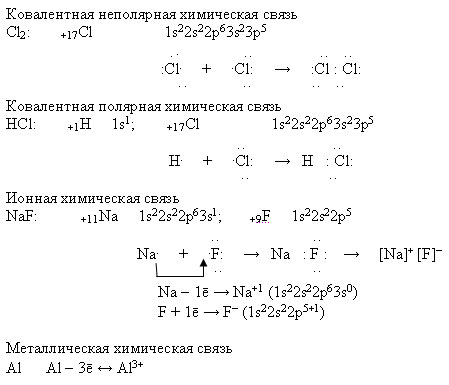 Ковалентная неполярная химическая связь
Cl₂: ₊₁₇Cl 1s²2s²2p⁶3s²3p⁵
:Cl· + ·Cl: → :Cl : Cl:
Ковалентная полярная химическая связь
HCl: ₊₁H 1s¹; ₊₁₇Cl 1s²2s²2p⁶3s²3p⁵
H· + ·Cl: → H : Cl:
Ионная химическая связь
NaF: ₊₁₁Na 1s²2s²2p⁶3s¹; ₊₉F 1s²2s²2p⁵
Na· + ·F: → Na : F : → [Na]⁺ [F]⁻
Na – 1ē → Na⁺¹ (1s²2s²2p⁶3s⁰)
F + 1ē → F⁻ (1s²2s²2p⁵⁺¹)
Металлическая химическая связь
Al Al – 3ē ↔ Al³⁺